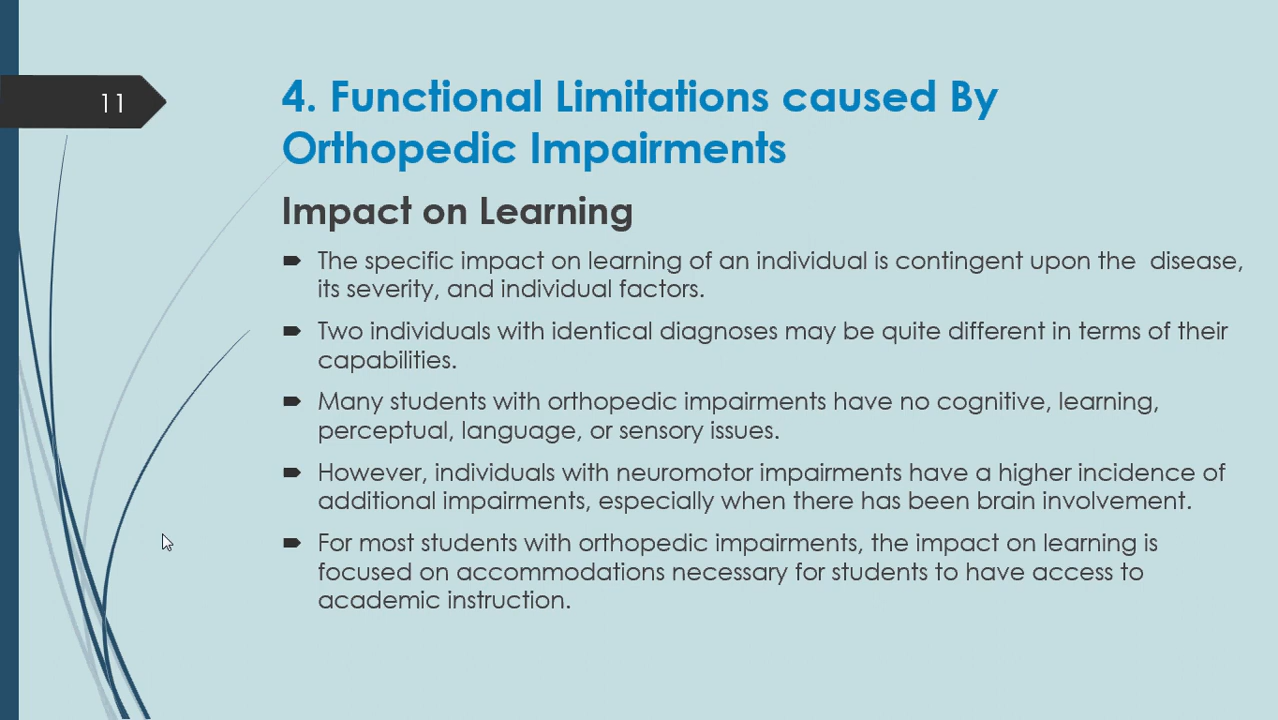 11
4. Functional Limitations caused By
Orthopedic Impairments
Impact on Learning
The specific impact on learning of an individual is contingent upon the  disease,
its severity, and individual factors.
Two individuals with identical diagnoses may be quite different in terms of their
capabilities.
Many students with orthopedic impairments have no cognitive, learning,
perceptual, language, or sensory issues.
However, individuals with neuromotor impairments have a higher incidence of
additional impairments, especially when there has been brain involvement.
For most students with orthopedic impairments, the impact on learning is
focused on accommodations necessary for students to have access to
academic instruction.